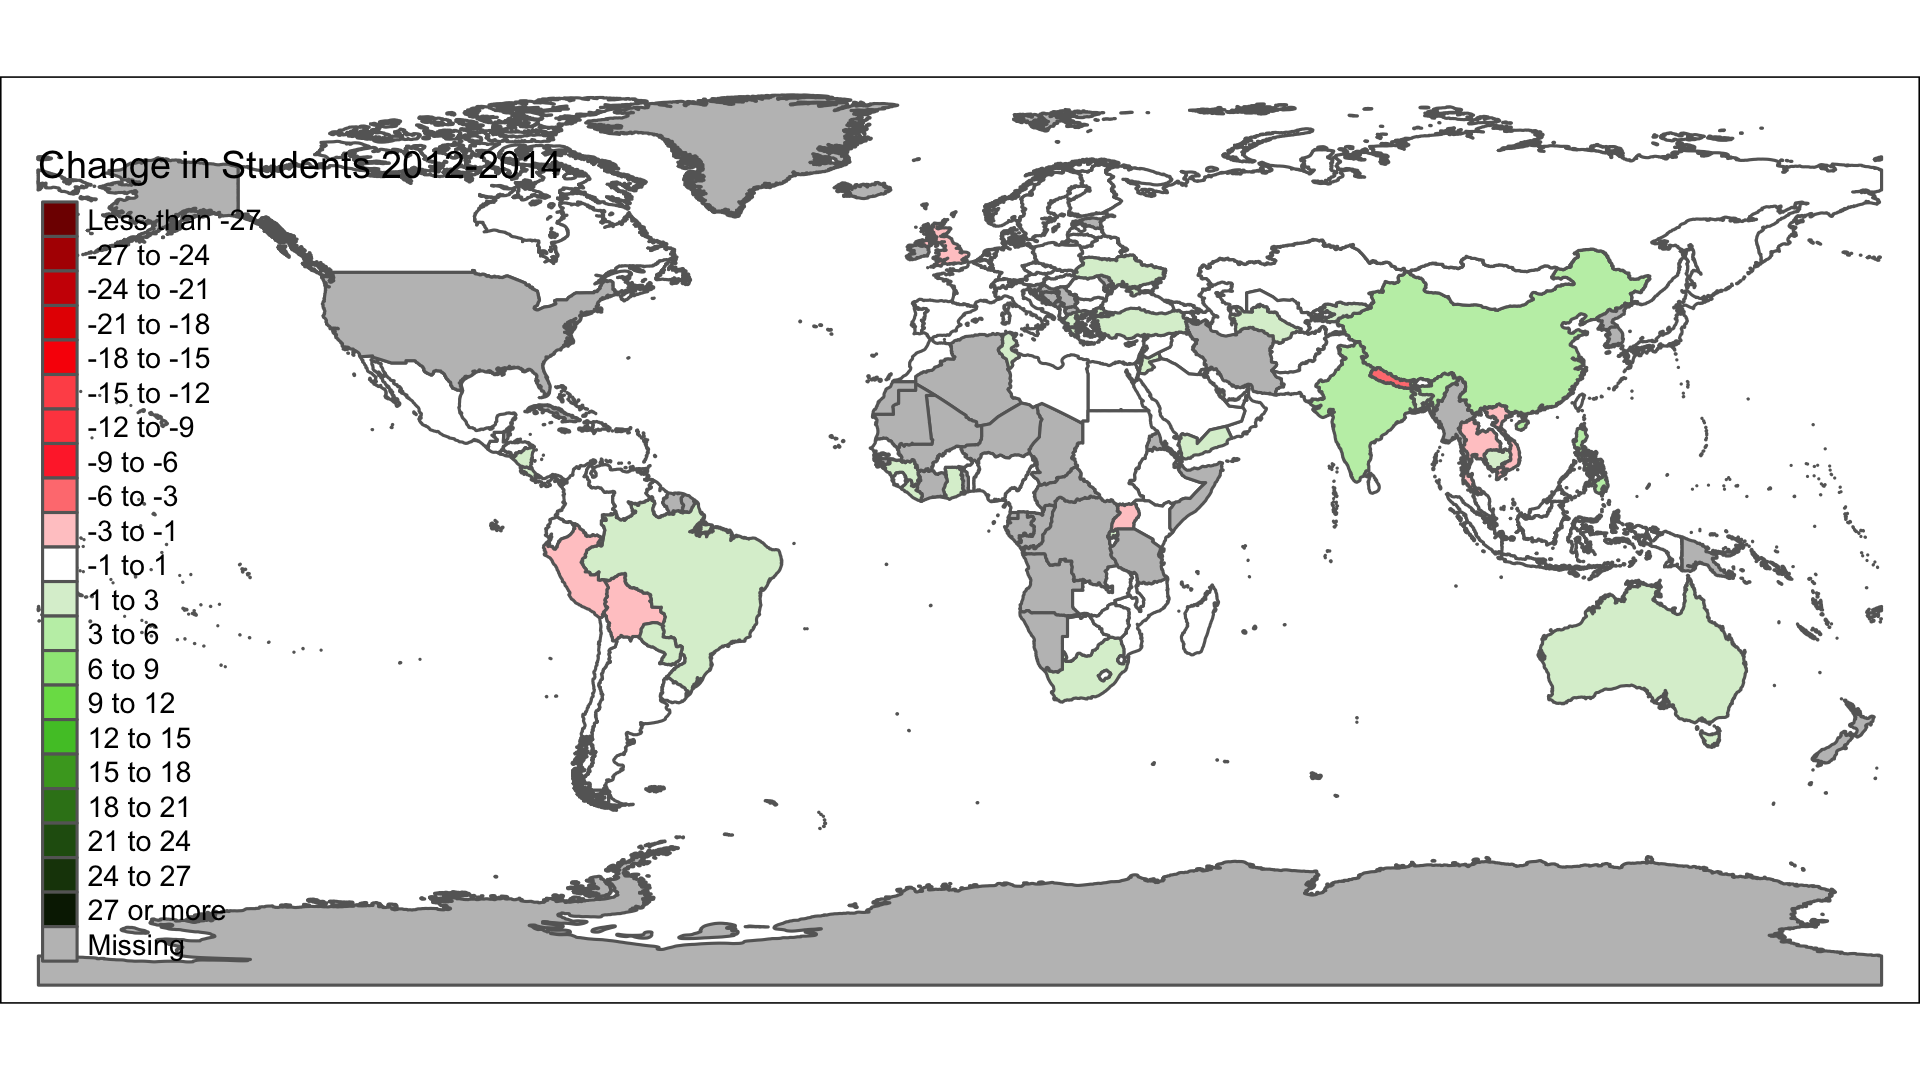 Change in Students 2012-2014
Less than -27
-27 to -24
-24 to -21
-21 to -18
-18 to -15
-15 to -12
-12 to -9
-9 to -6
-6 to -3
-3 to -1
-1 to 1
1 to 3
3 to 6
6 to 9
9 to 12
12 to 15
15 to 18
18 to 21
21 to 24
24 to 27
27 or more
Missing